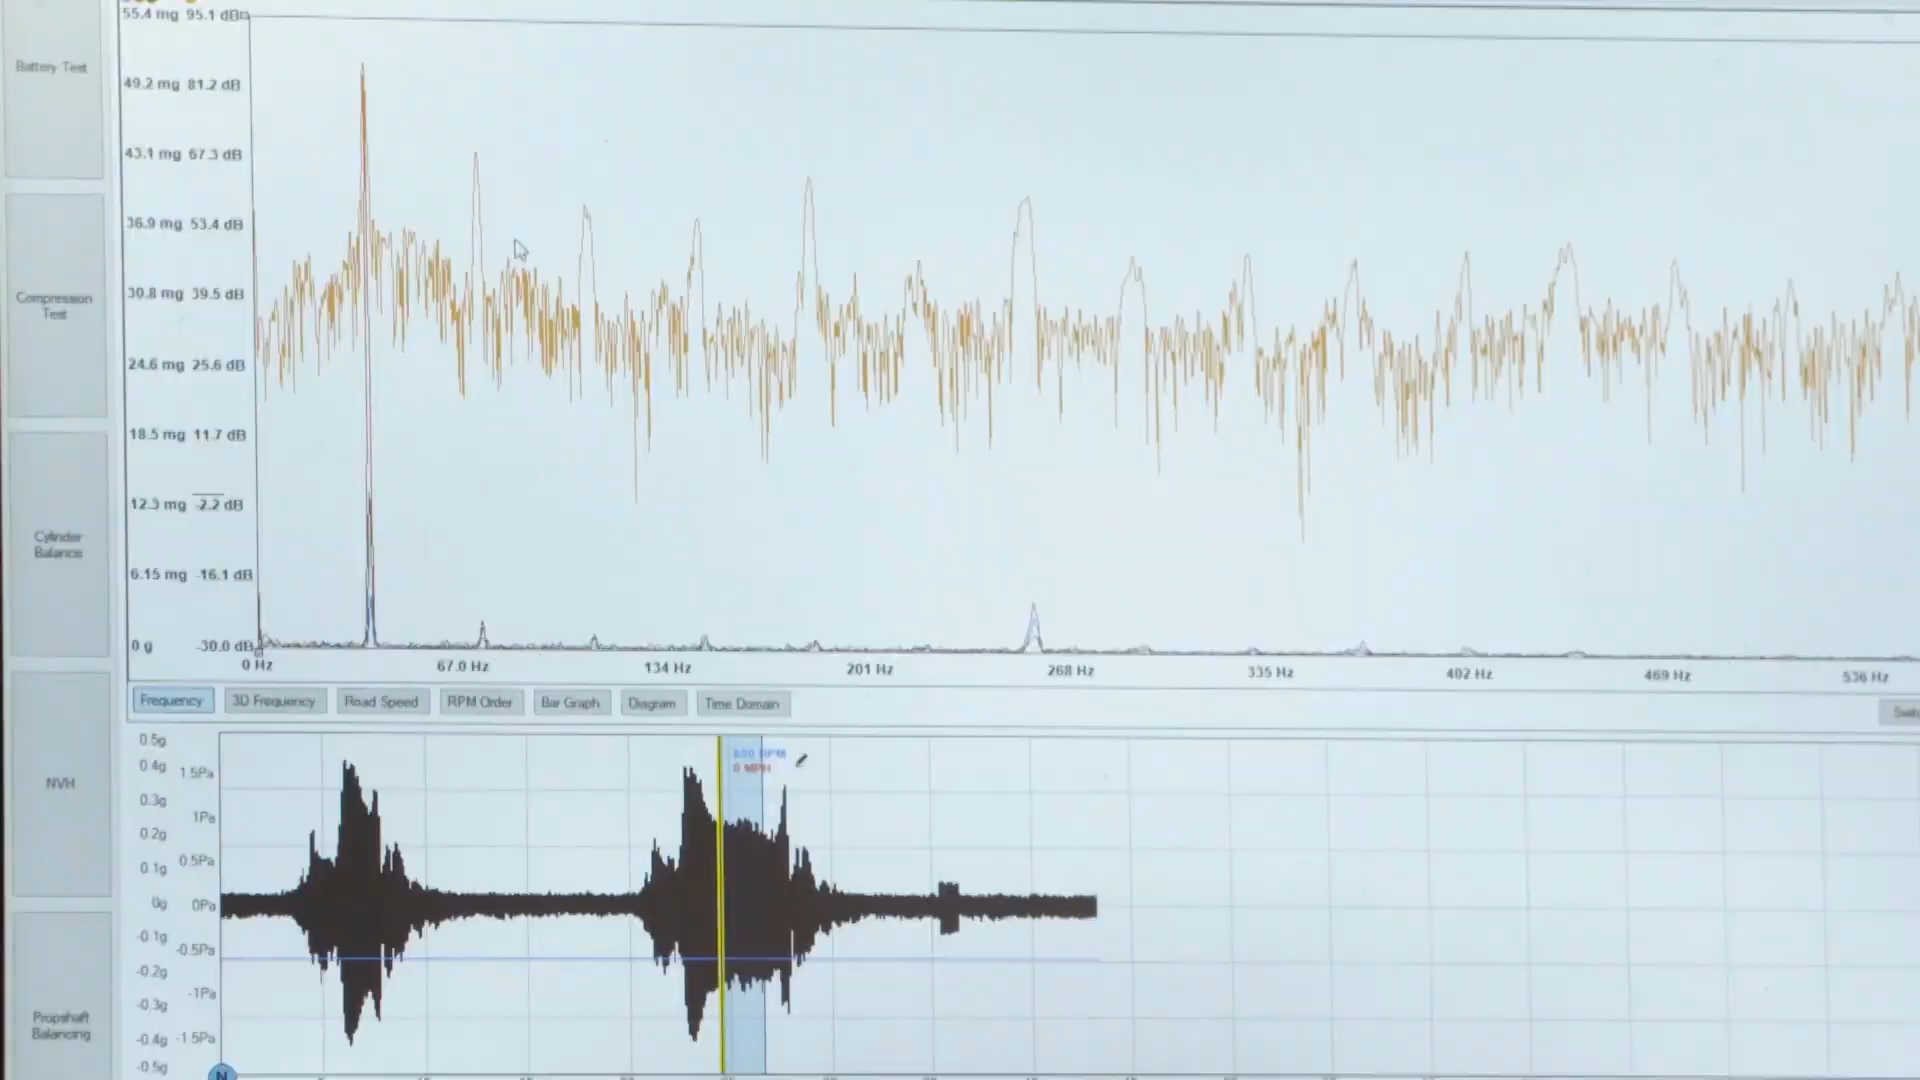 55.4 mg 95.1 dB
Battery Test
49.2 mg 81.2 dB
43.1 mg 67.3 dB
36.9 mg 53.4 dB
Compression
Test
30.8 mg 39.5 dB
24.6 mg 25.6 dB
18.5 mg 11.7 dB
12.3 mg -2.2 dB
Cylinder
Balance
6.15 mg -16.1 dB
0 g -30.0 dB
0 Hz 67.0 Hz 134 Hz 201 Hz 268 Hz 335 Hz 402 Hz 469 Hz 536 Hz
Frequency 3D Frequency Road Speed RPM Order Bar Graph Diagram Time Domain
0.5g
0.4g 1.5Pa
0 MPH
NVH
0.3g 1Pa
0.2g
0.1g 0.5Pa
0g 0Pa
-0.1g -0.5Pa
-0.2g
-0.3g -1Pa
Propshaft
Balancing
-0.4g -1.5Pa
-0.5g
N